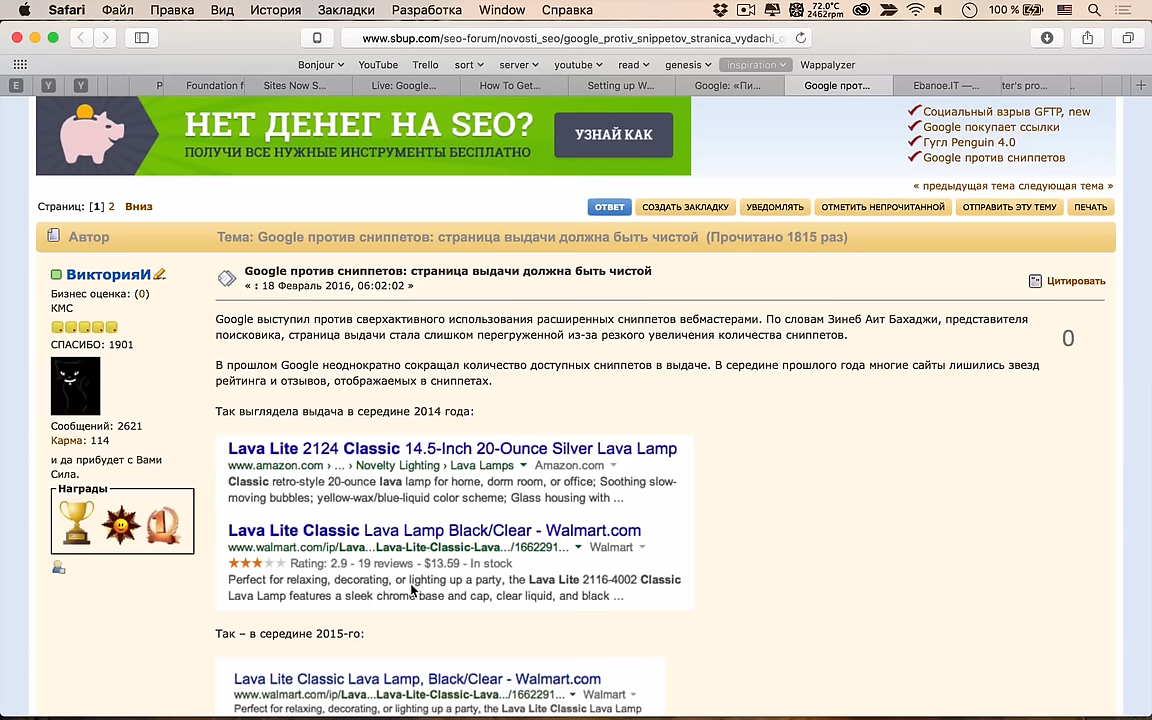 Safari Файл Правка Вид История Закладки Разработка Window Справка 72.0°C 2462rpm 100 %
www.sbup.com/seo-forum/novosti_seo/google_protiv_snippetov_stranica_vydachi_d
Bonjour YouTube Trello sort server youtube read genesis inspiration Wappalyzer
E Y Y P Foundation f Sites Now S... Live: Google... How To Get... Setting up W... Google: «Пи... Google прот... Ebanoe.IT —... ter's pro...
НЕТ ДЕНЕГ НА SEO?
ПОЛУЧИ ВСЕ НУЖНЫЕ ИНСТРУМЕНТЫ БЕСПЛАТНО
УЗНАЙ КАК
Социальный взрыв GFTP, new
Google покупает ссылки
Гугл Penguin 4.0
Google против сниппетов
« предыдущая тема следующая тема »
Страниц: [1] 2 Вниз
ОТВЕТ СОЗДАТЬ ЗАКЛАДКУ УВЕДОМЛЯТЬ ОТМЕТИТЬ НЕПРОЧИТАННОЙ ОТПРАВИТЬ ЭТУ ТЕМУ ПЕЧАТЬ
Автор Тема: Google против сниппетов: страница выдачи должна быть чистой (Прочитано 1815 раз)
ВикторияИ
Бизнес оценка: (0)
КМС
СПАСИБО: 1901
Сообщений: 2621
Карма: 114
и да прибудет с Вами
Сила.
Награды
1
Google против сниппетов: страница выдачи должна быть чистой
« : 18 Февраль 2016, 06:02:02 »
Цитировать
Google выступил против сверхактивного использования расширенных сниппетов вебмастерами. По словам Зинеб Аит Бахаджи, представителя
поисковика, страница выдачи стала слишком перегруженной из-за резкого увеличения количества сниппетов.
0
В прошлом Google неоднократно сокращал количество доступных сниппетов в выдаче. В середине прошлого года многие сайты лишились звезд
рейтинга и отзывов, отображаемых в сниппетах.
Так выглядела выдача в середине 2014 года:
Lava Lite 2124 Classic 14.5-Inch 20-Ounce Silver Lava Lamp
www.amazon.com › ... › Novelty Lighting › Lava Lamps Amazon.com
Classic retro-style 20-ounce lava lamp for home, dorm room, or office; Soothing slow-
moving bubbles; yellow-wax/blue-liquid color scheme; Glass housing with ...
Lava Lite Classic Lava Lamp Black/Clear - Walmart.com
www.walmart.com/ip/Lava...Lava-Lite-Classic-Lava.../1662291... Walmart
Rating: 2.9 - 19 reviews - $13.59 - In stock
Perfect for relaxing, decorating, or lighting up a party, the Lava Lite 2116-4002 Classic
Lava Lamp features a sleek chrome base and cap, clear liquid, and black ...
Так – в середине 2015-го:
Lava Lite Classic Lava Lamp, Black/Clear - Walmart.com
www.walmart.com/ip/Lava...Lava-Lite-Classic-Lava.../1662291... Walmart
Perfect for relaxing, decorating, or lighting up a party, the Lava Lite Classic Lava Lamp